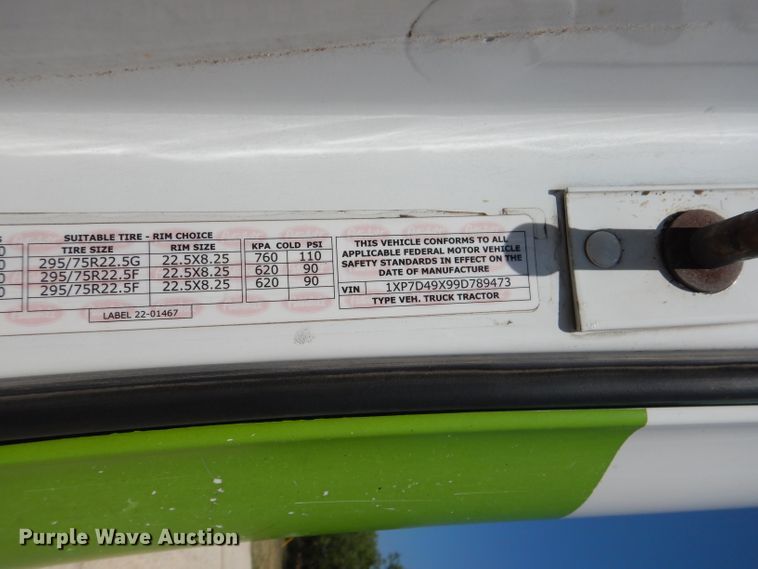 SUITABLE TIRE - RIM CHOICE
TIRE SIZE RIM SIZE KPA COLD PSI
295/75R22.5G 22.5X8.25 760 110
295/75R22.5F 22.5X8.25 620 90
295/75R22.5F 22.5X8.25 620 90
LABEL 22-01467
THIS VEHICLE CONFORMS TO ALL
APPLICABLE FEDERAL MOTOR VEHICLE
SAFETY STANDARDS IN EFFECT ON THE
DATE OF MANUFACTURE
VIN 1XP7D49X99D789473
TYPE VEH. TRUCK TRACTOR
Purple Wave Auction